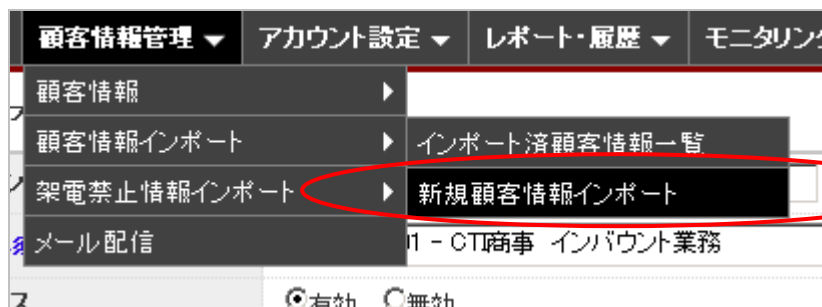 顧客情報管理 ▼ アカウント設定 ▼ レポート・履歴 ▼ モニタリング
顧客情報 ▶
顧客情報インポート ▶ インポート済顧客情報一覧
架電禁止情報インポート ▶ 新規顧客情報インポート
メール配信 01 - CTI商事 インバウント業務
ス 有効 無効